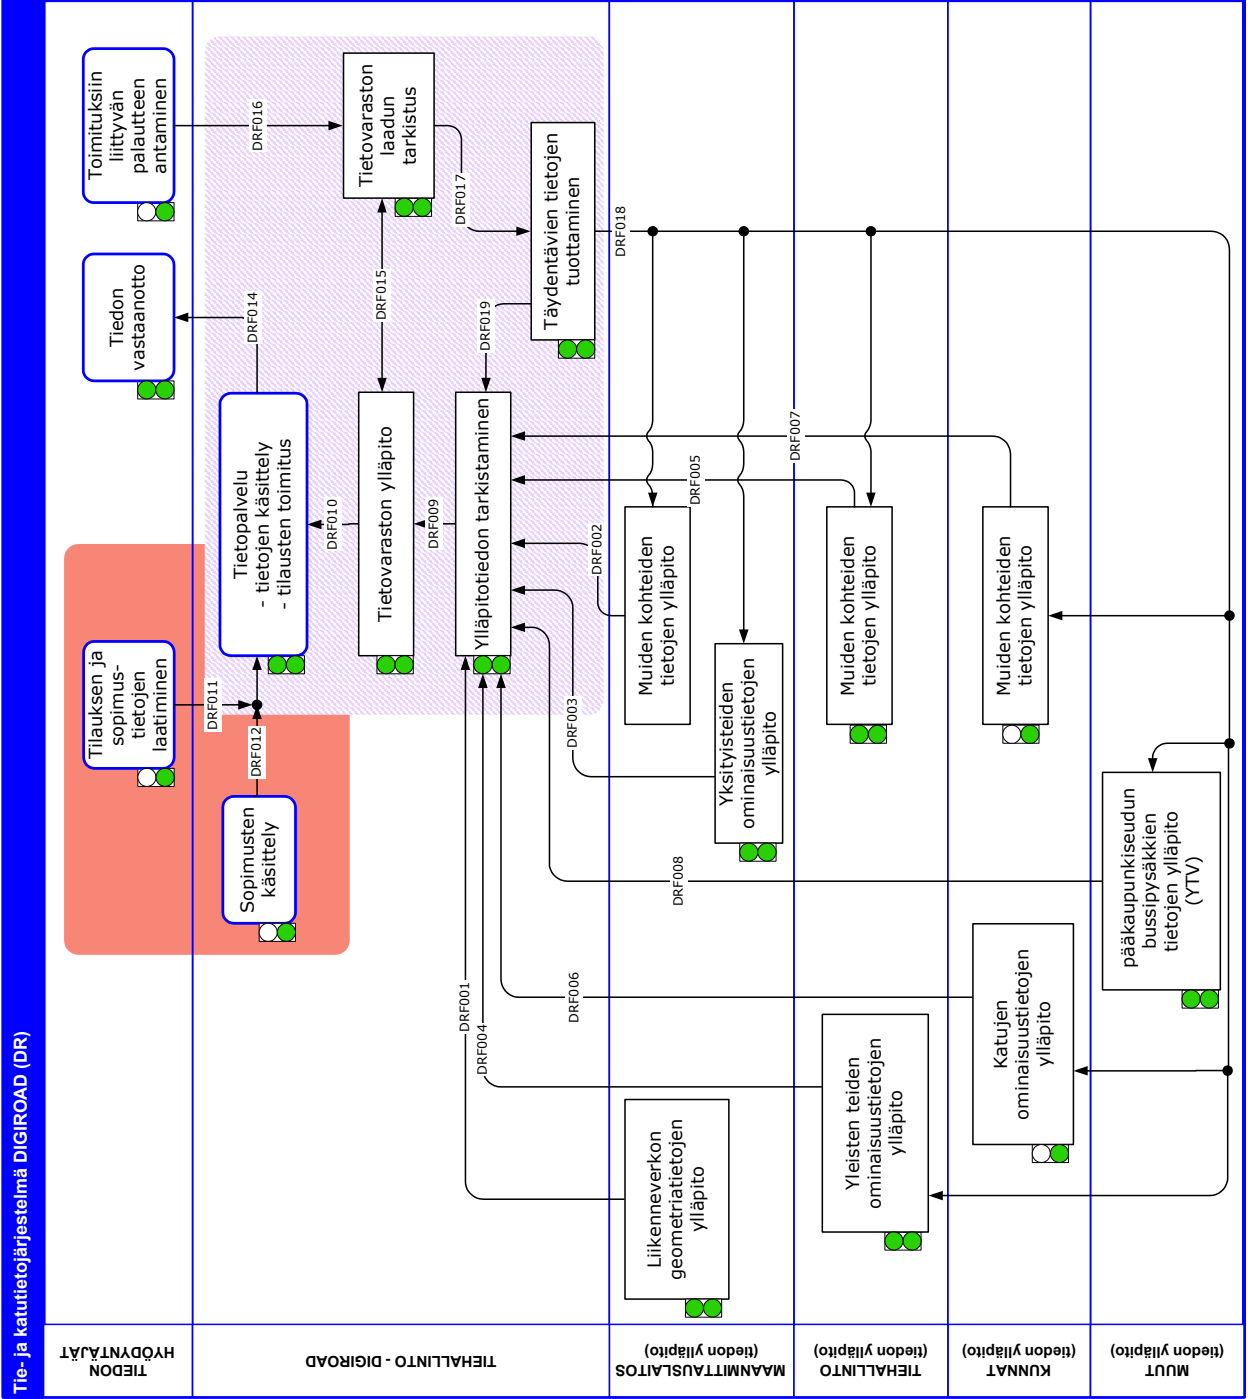 Tie- ja katutietojärjestelmä DIGIROAD (DR)
TIEDON
HYÖDYNTÄJÄT
Tilauksen ja
sopimus-
tietojen
laatiminen
Tiedon
vastaanotto
Toimituksiin
liittyvän
palautteen
antaminen
TIEHALLINTO - DIGIROAD
Sopimusten
käsittely
DRF012
DRF011
Tietopalvelu
- tietojen käsittely
- tilausten toimitus
DRF014
DRF016
DRF010
Tietovaraston ylläpito
DRF015
Tietovaraston
laadun
tarkistus
DRF009
DRF017
Ylläpitotiedon tarkistaminen
DRF019
Täydentävien tietojen
tuottaminen
DRF018
DRF001
DRF004
DRF006
DRF003
DRF002
DRF008
DRF005
DRF007
MAANMITTAUSLAITOS
(tiedon ylläpito)
Liikenneverkon
geometriatietojen
ylläpito
Muiden kohteiden
tietojen ylläpito
Yksityisteiden
ominaisuustietojen
ylläpito
TIEHALLINTO
(tiedon ylläpito)
Yleisten teiden
ominaisuustietojen
ylläpito
Muiden kohteiden
tietojen ylläpito
KUNNAT
(tiedon ylläpito)
Katujen
ominaisuustietojen
ylläpito
Muiden kohteiden
tietojen ylläpito
MUUT
(tiedon ylläpito)
pääkaupunkiseudun
bussipysäkkien
tietojen ylläpito
(YTV)